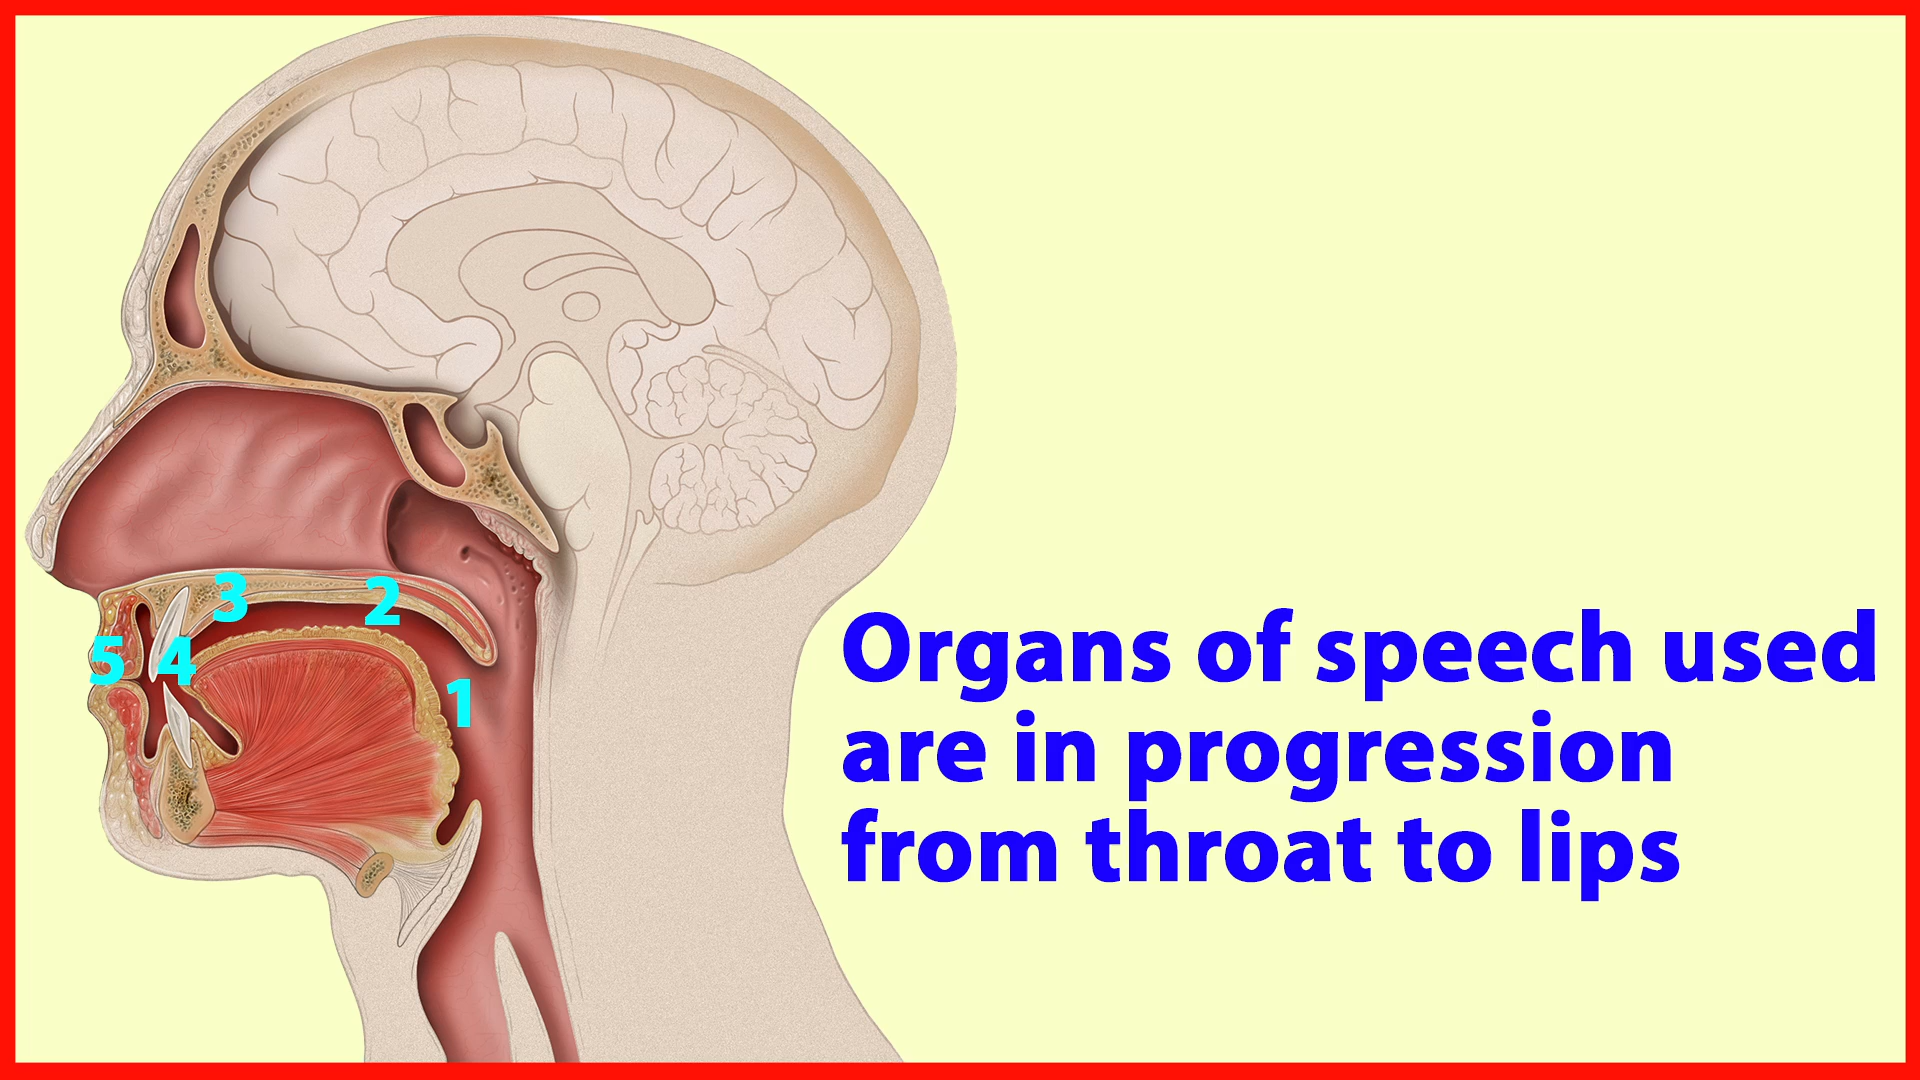 3 2
5 4
1
Organs of speech used
are in progression
from throat to lips